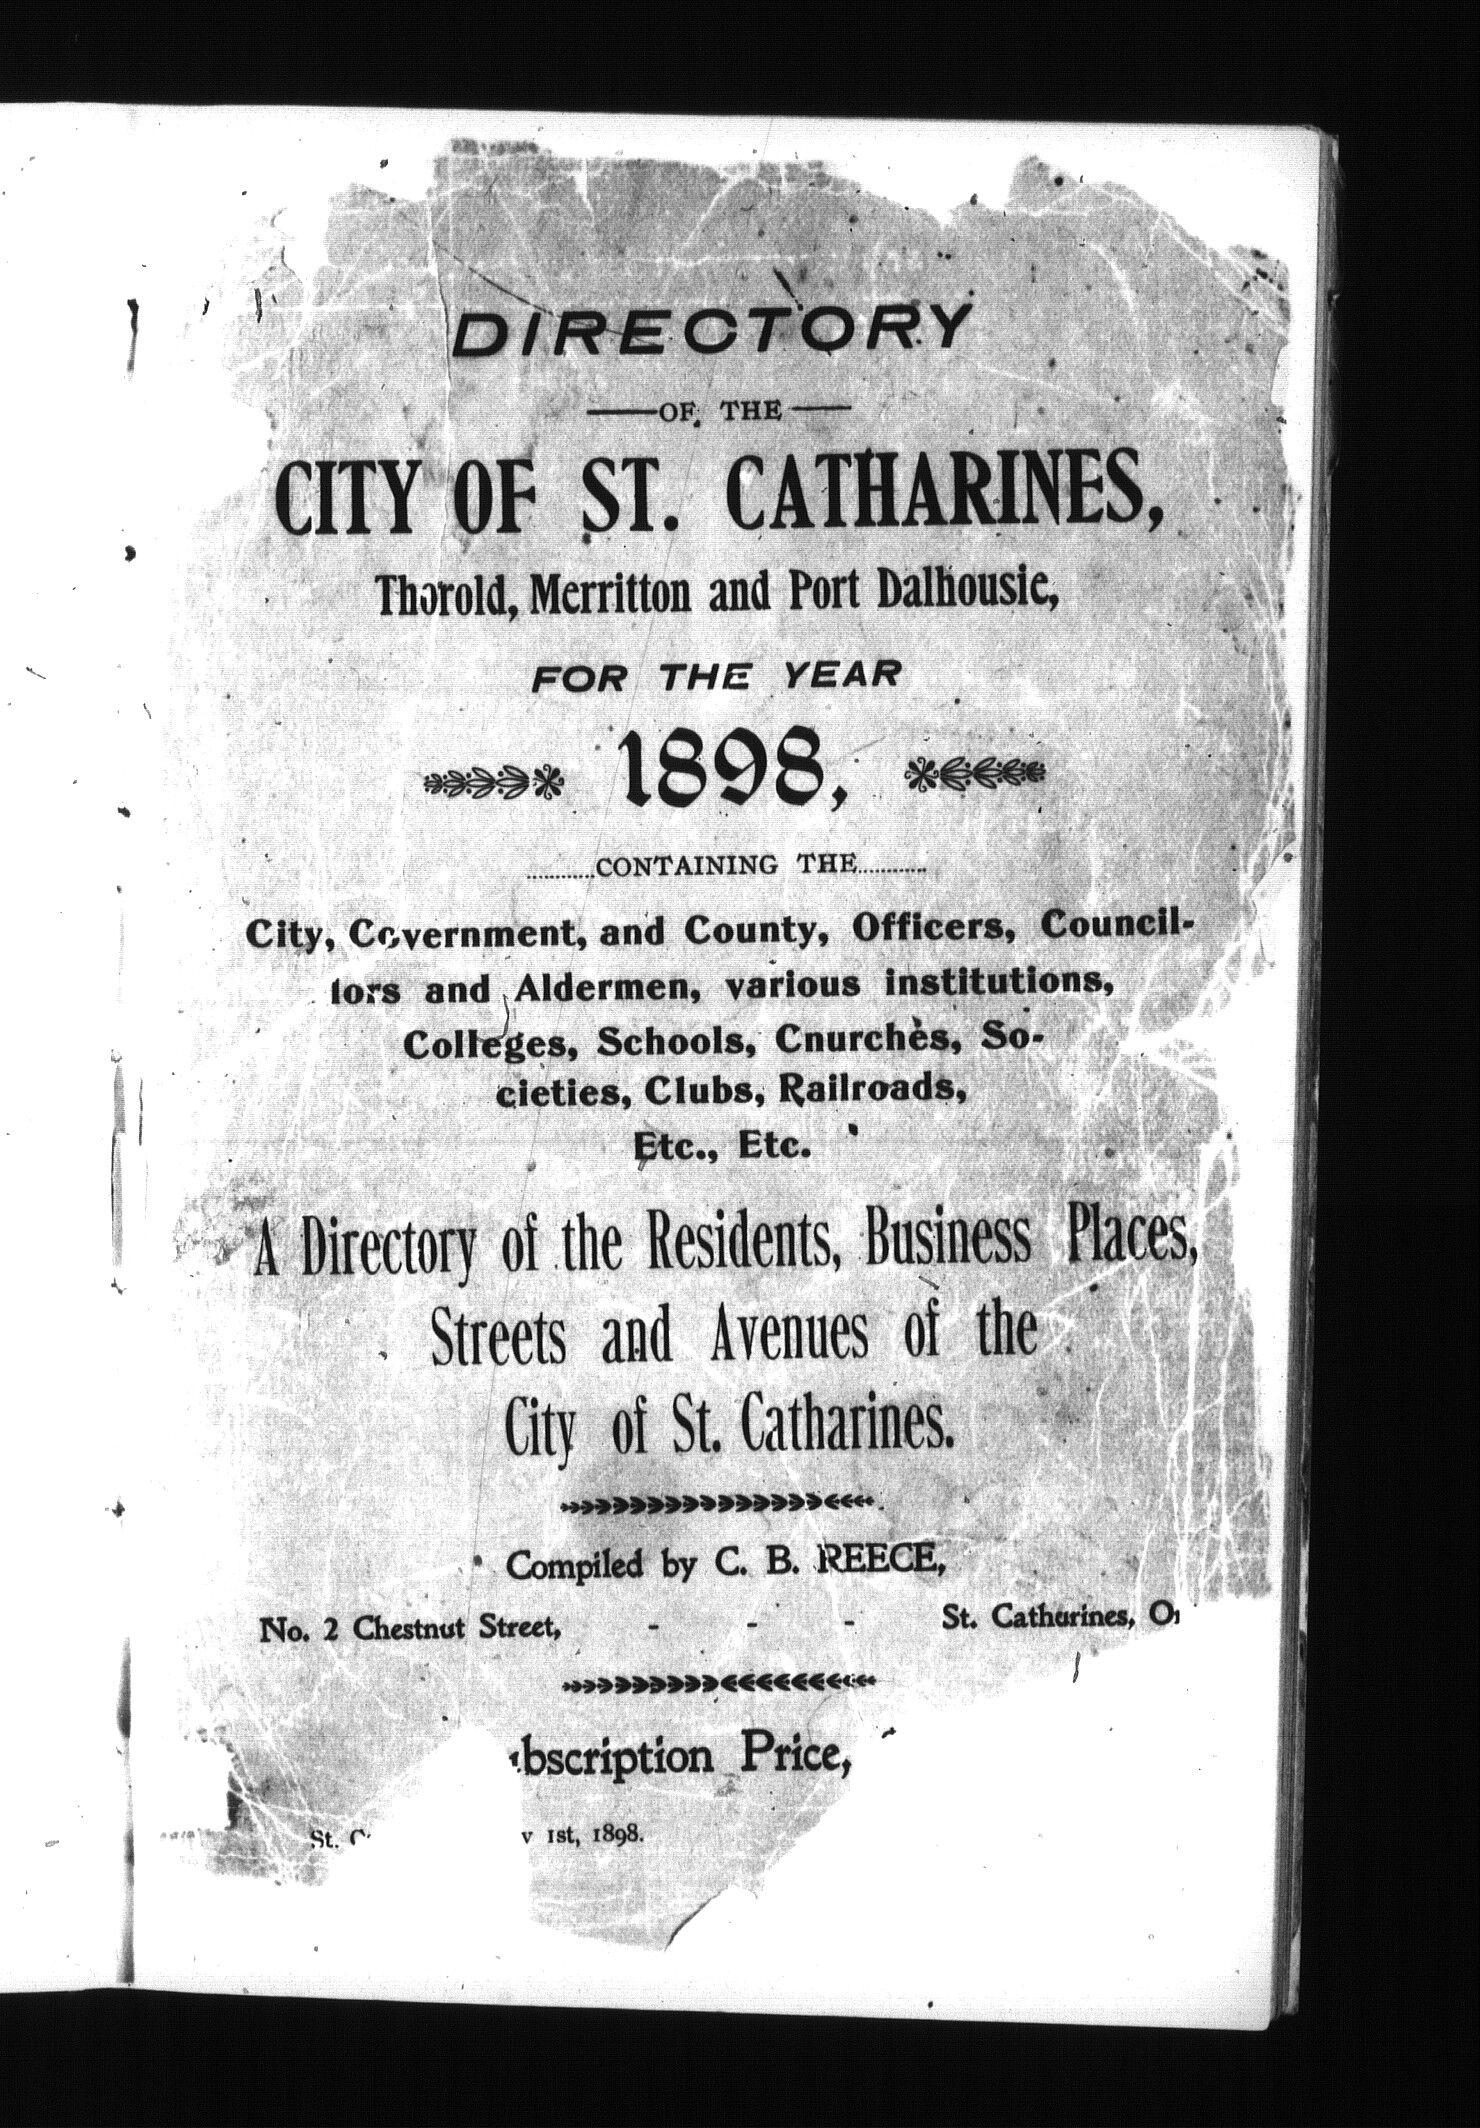 DIRECTORY
OF THE
CITY OF ST. CATHARINES,
Thorold, Merritton and Port Dalhousie,
FOR THE YEAR
1898,
............CONTAINING THE............
City, Government, and County, Officers, Council-
lors and Aldermen, various institutions,
Colleges, Schools, Churches, So-
cieties, Clubs, Railroads,
Etc., Etc.
A Directory of the Residents, Business Places,
Streets and Avenues of the
City of St. Catharines.
Compiled by C. B. REECE,
No. 2 Chestnut Street, - - - St. Catharines,
bscription Price,
St. 1st, 1898.